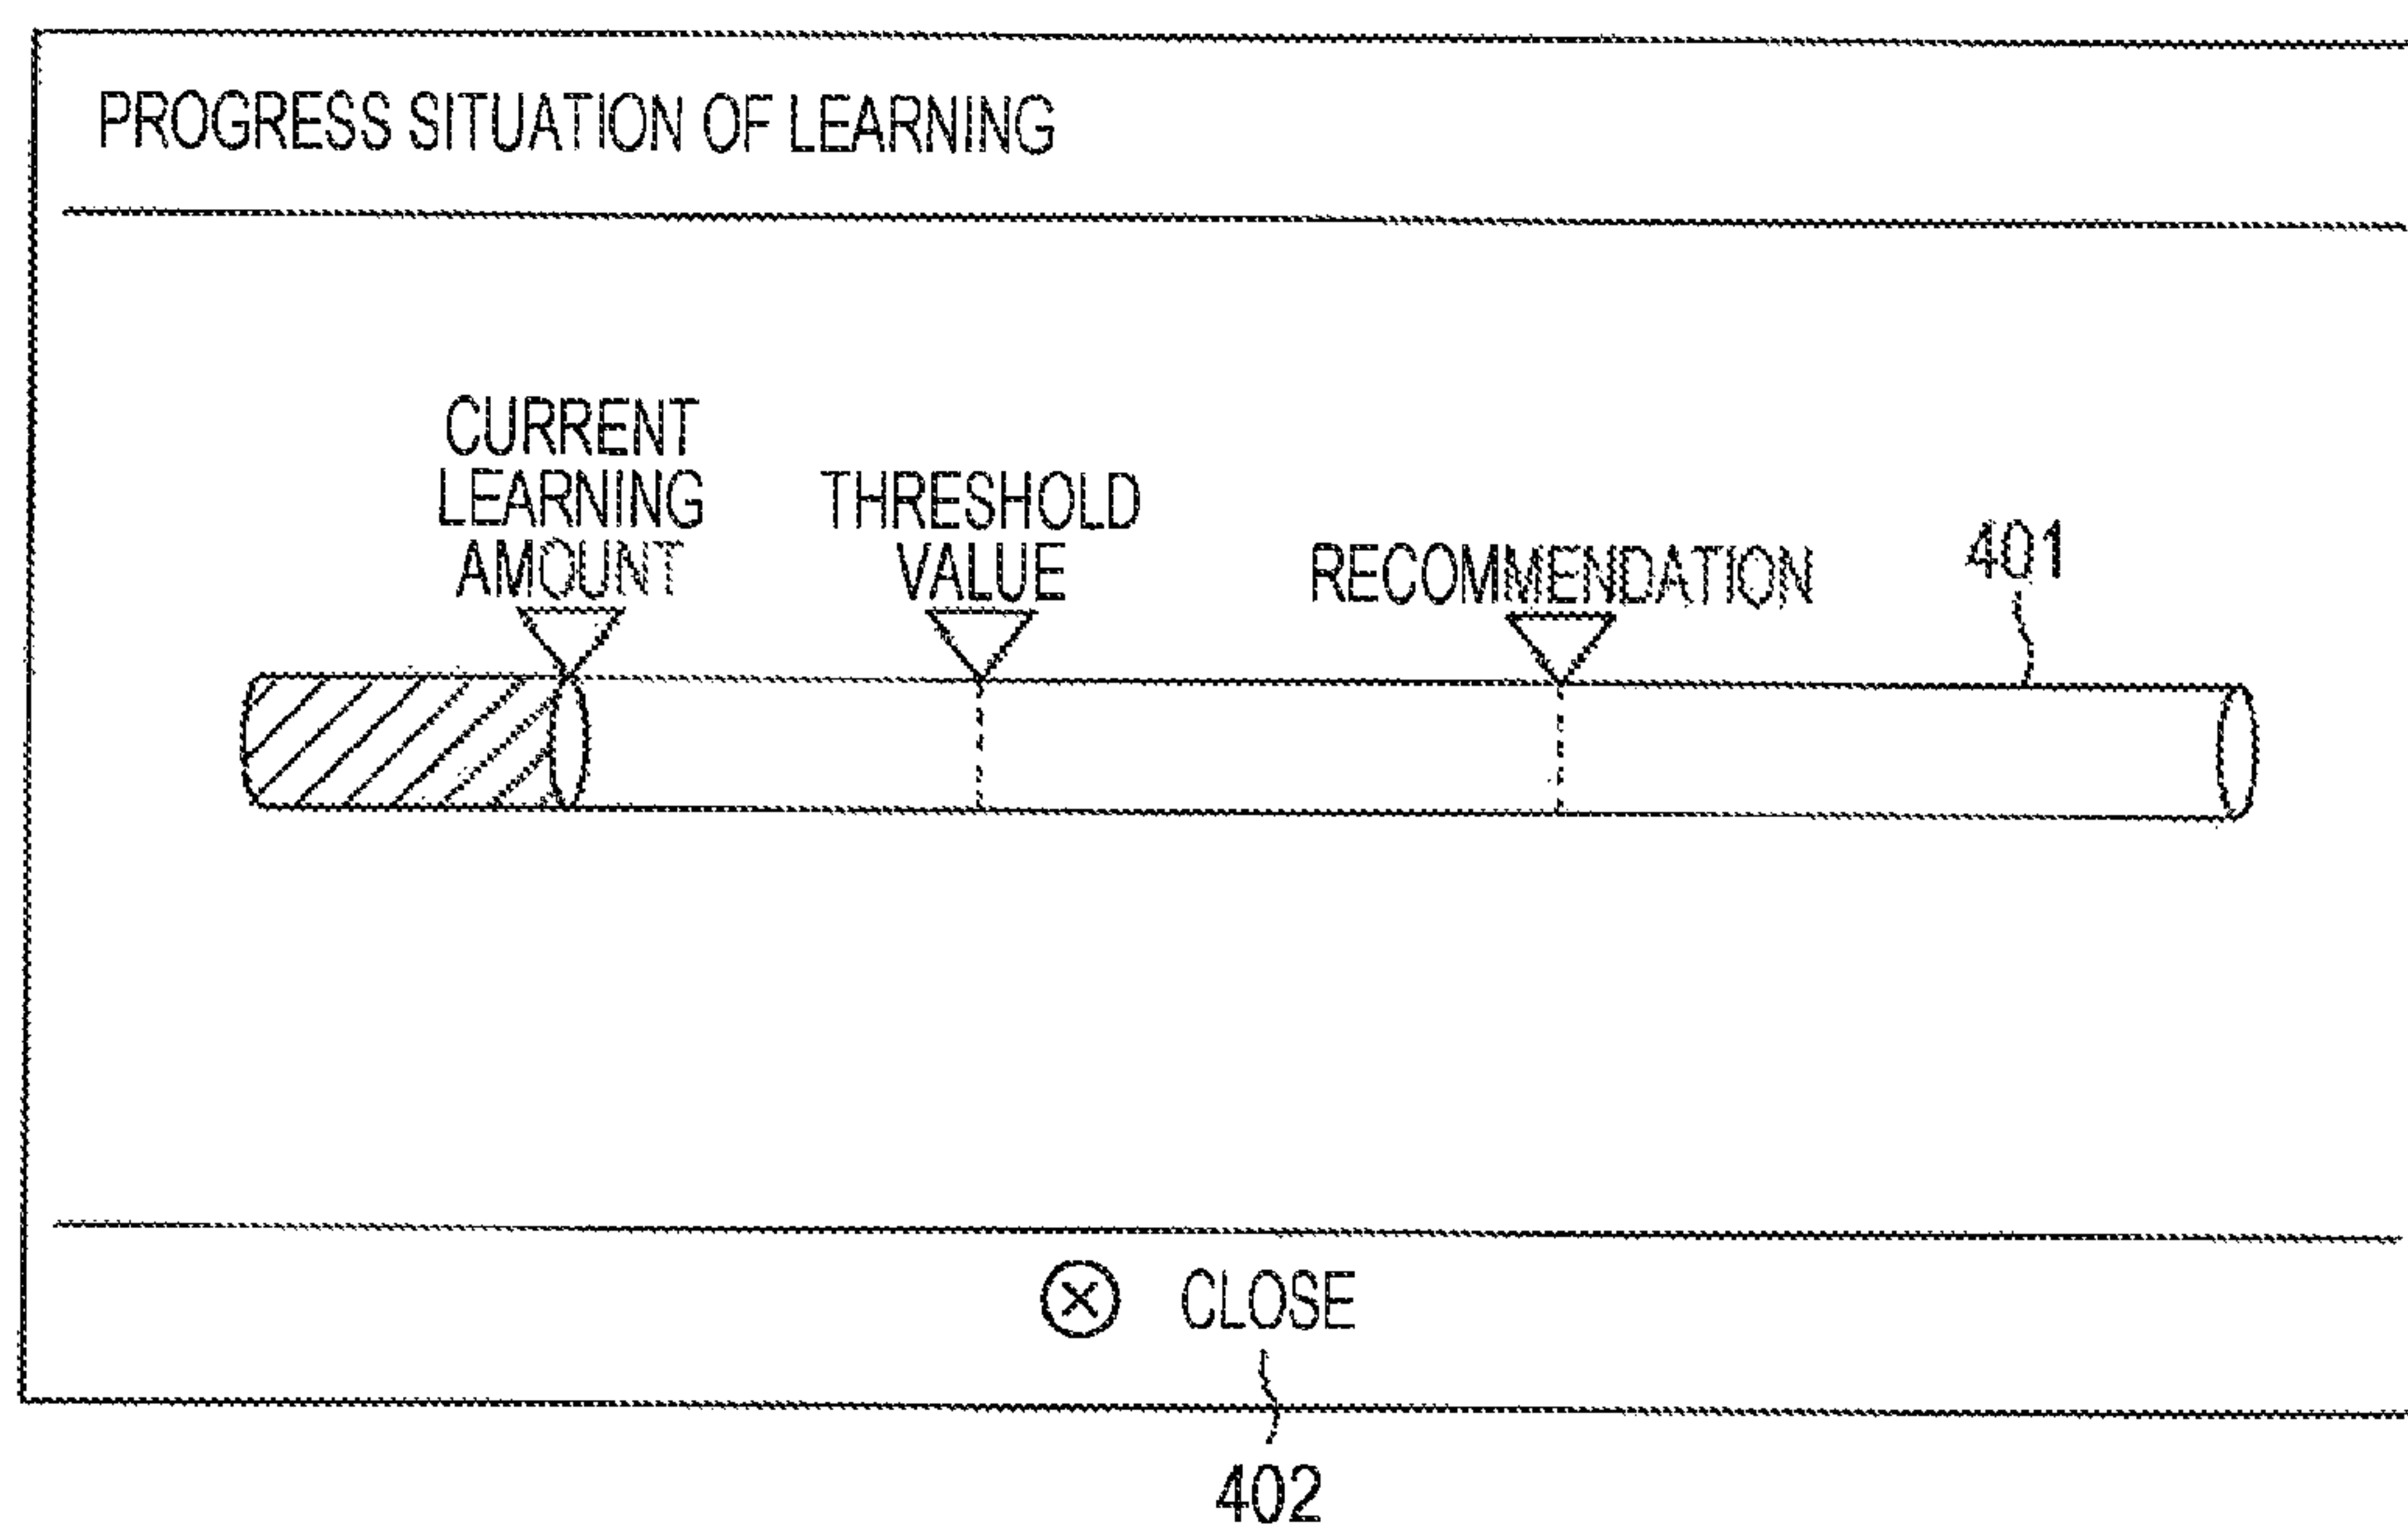 PROGRESS SITUATION OF LEARNING
CURRENT
LEARNING
AMOUNT
THRESHOLD
VALUE
RECOMMENDATION
401
CLOSE
402